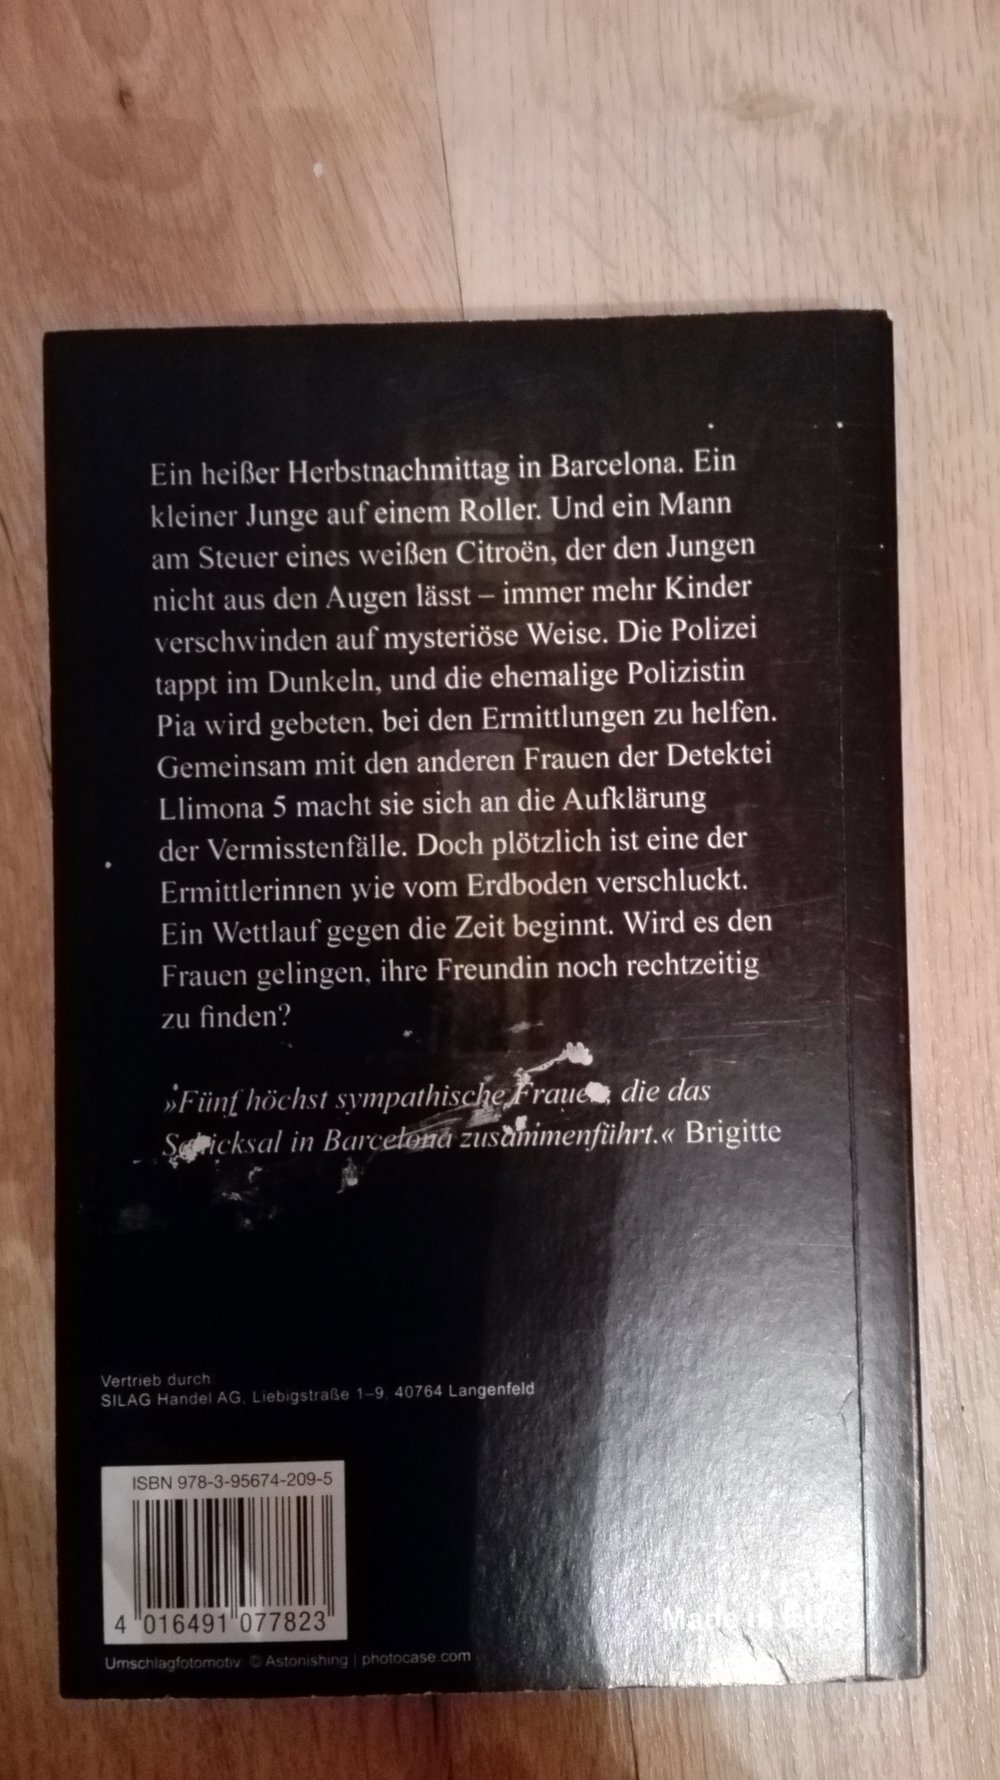 Ein heißer Herbstnachmittag in Barcelona. Ein
kleiner Junge auf einem Roller. Und ein Mann
am Steuer eines weißen Citroën, der den Jungen
nicht aus den Augen lässt – immer mehr Kinder
verschwinden auf mysteriöse Weise. Die Polizei
tappt im Dunkeln, und die ehemalige Polizistin
Pia wird gebeten, bei den Ermittlungen zu helfen.
Gemeinsam mit den anderen Frauen der Detektei
Llimona 5 macht sie sich an die Aufklärung
der Vermisstenfälle. Doch plötzlich ist eine der
Ermittlerinnen wie vom Erdboden verschluckt.
Ein Wettlauf gegen die Zeit beginnt. Wird es den
Frauen gelingen, ihre Freundin noch rechtzeitig
zu finden?
»Fünf höchst sympathische Frauen, die das
Schicksal in Barcelona zusammenführt.« Brigitte
Vertrieb durch:
SILAG Handel AG, Liebigstraße 1–9, 40764 Langenfeld
ISBN 978-3-95674-209-5
4 016491 077823
Umschlagfotomotiv: © Astonishing | photocase.com